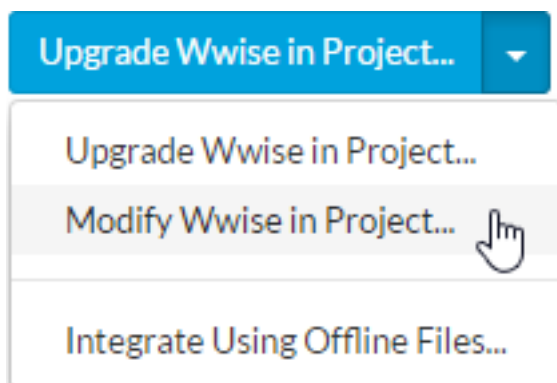 Upgrade Wwise in Project...
Upgrade Wwise in Project...
Modify Wwise in Project...
Integrate Using Offline Files...